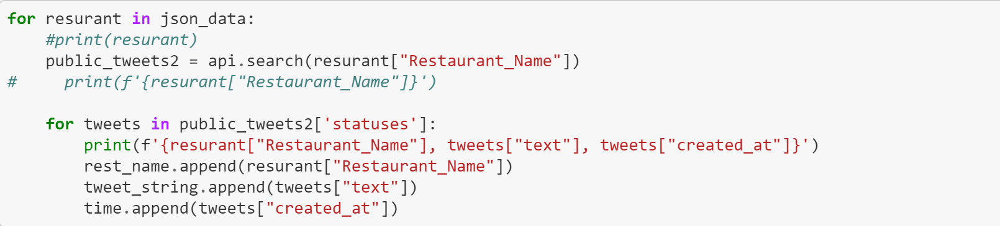 for resurant in json_data:
    #print(resurant)
    public_tweets2 = api.search(resurant["Restaurant_Name"])
#     print(f'{resurant["Restaurant_Name"]}')

    for tweets in public_tweets2['statuses']:
        print(f'{resurant["Restaurant_Name"], tweets["text"], tweets["created_at"]}')
        rest_name.append(resurant["Restaurant_Name"])
        tweet_string.append(tweets["text"])
        time.append(tweets["created_at"])